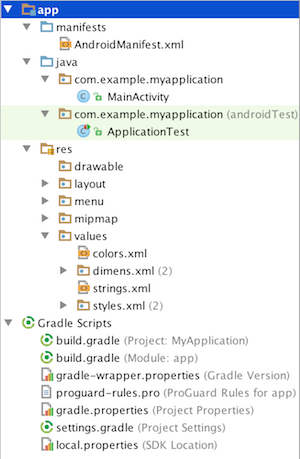 app
manifests
AndroidManifest.xml
java
com.example.myapplication
MainActivity
com.example.myapplication (androidTest)
ApplicationTest
res
drawable
layout
menu
mipmap
values
colors.xml
dimens.xml (2)
strings.xml
styles.xml (2)
Gradle Scripts
build.gradle (Project: MyApplication)
build.gradle (Module: app)
gradle-wrapper.properties (Gradle Version)
proguard-rules.pro (ProGuard Rules for app)
gradle.properties (Project Properties)
settings.gradle (Project Settings)
local.properties (SDK Location)